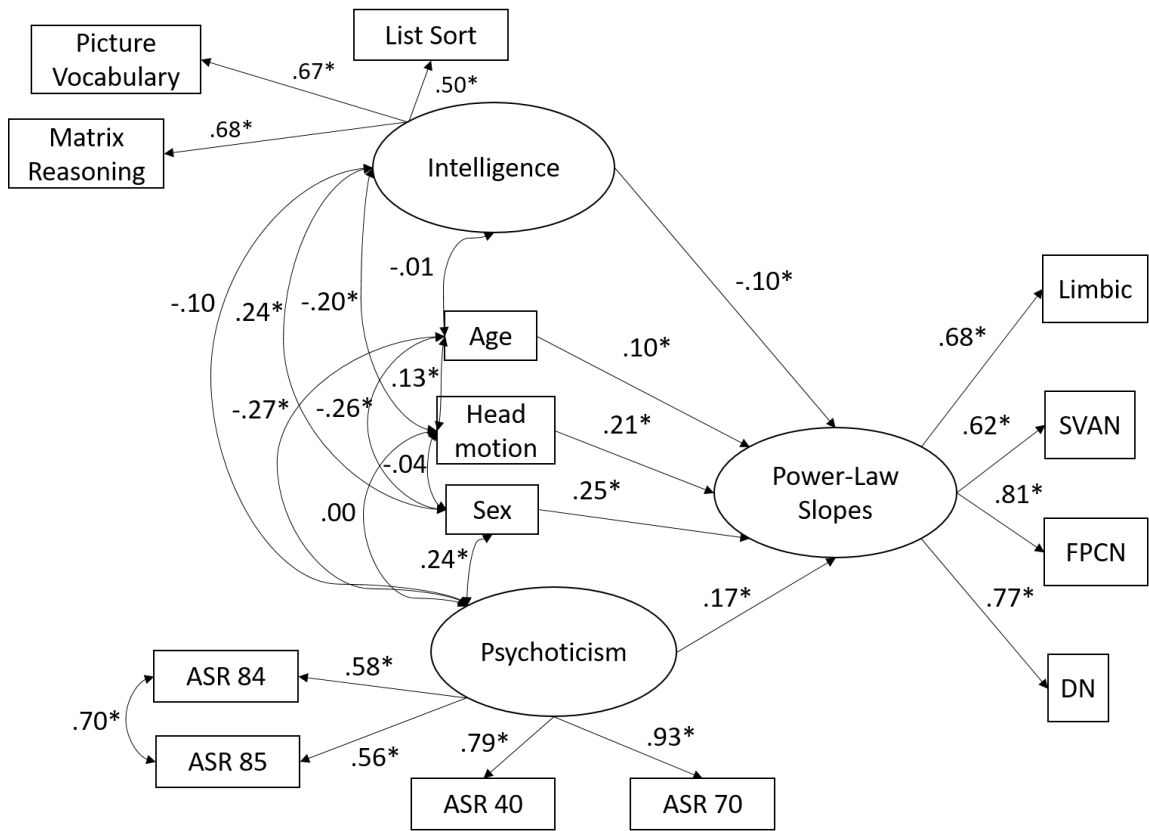 List Sort
Picture
Vocabulary
.67*
.50*
Matrix
Reasoning
.68*
Intelligence
-.01
-.10
.24*
-.20*
-.10*
Limbic
Age
.10*
.68*
.13*
-.27*
-.26*
Head
motion
.21*
SVAN
.62*
-.04
Power-Law
Slopes
.81*
.00
Sex
.25*
FPCN
.24*
.17*
.77*
Psychoticism
ASR 84
.58*
DN
.70*
ASR 85
.56*
.79*
.93*
ASR 40
ASR 70